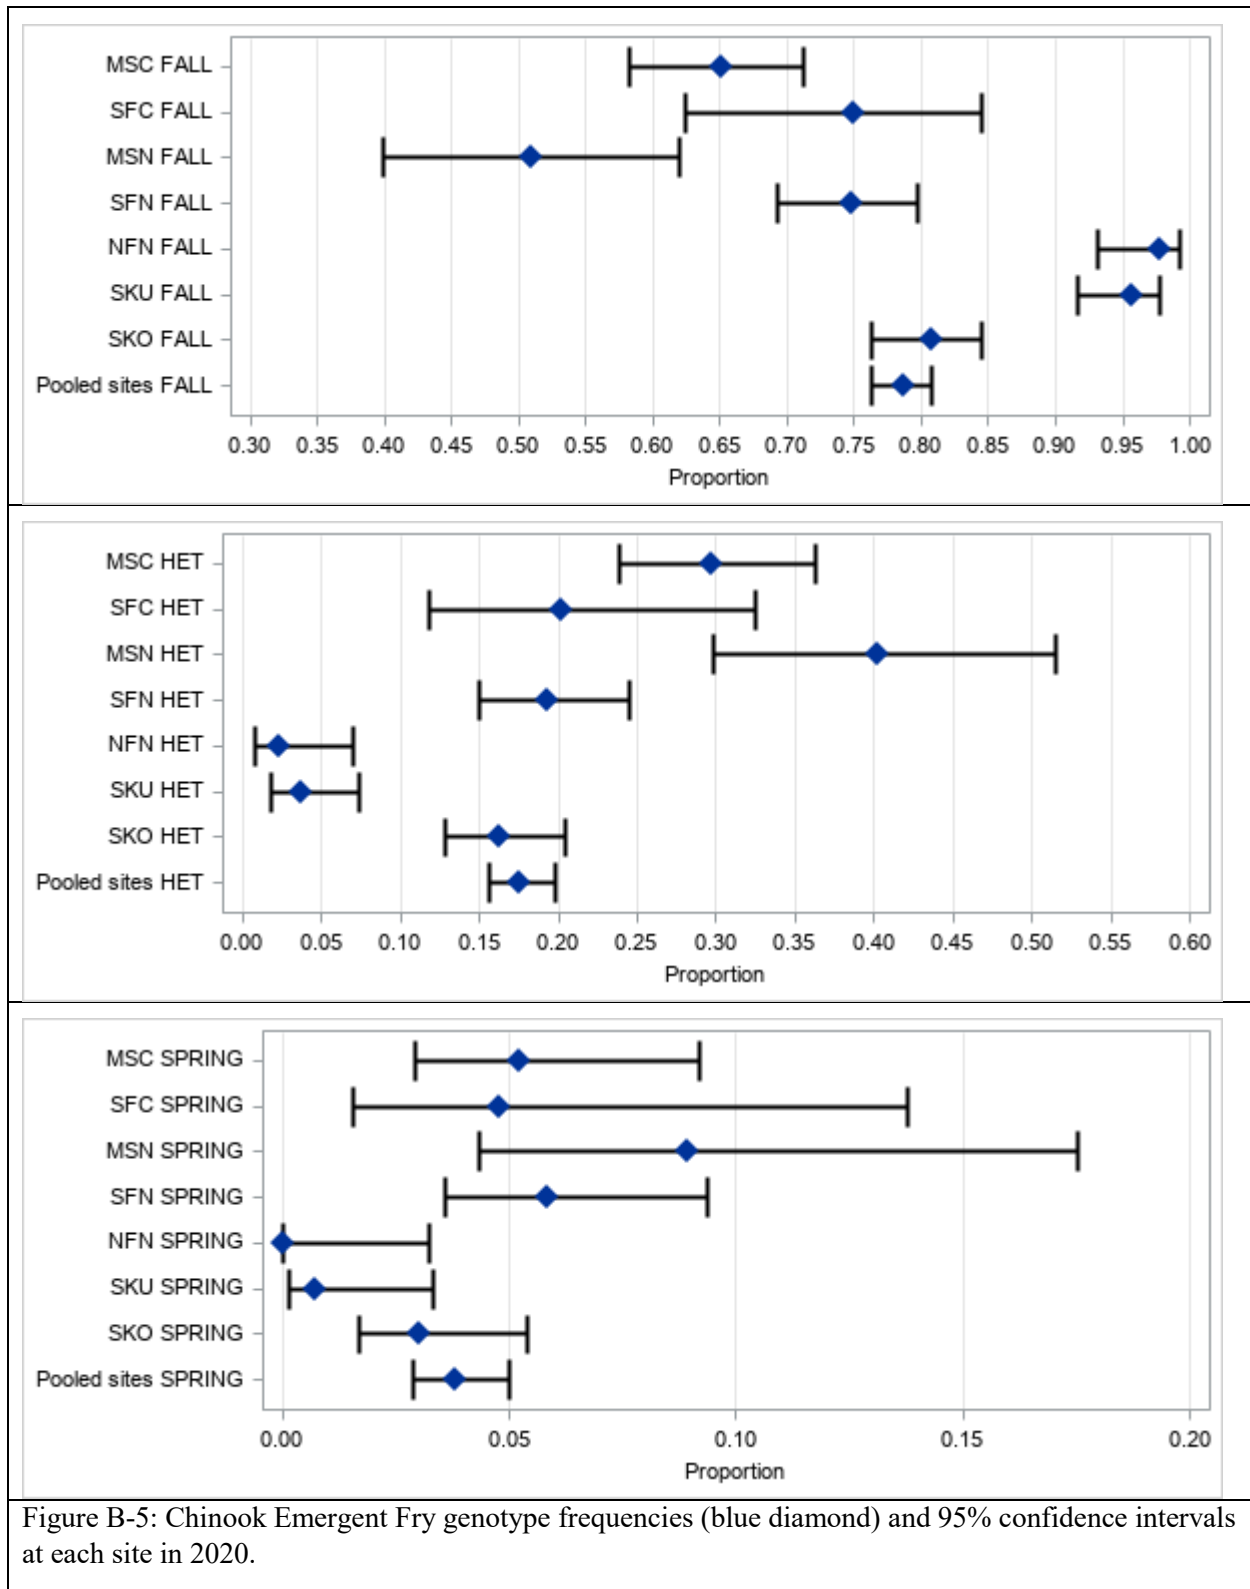 MSC FALL
SFC FALL
MSN FALL
SFN FALL
NFN FALL
SKU FALL
SKO FALL
Pooled sites FALL
0.30 0.35 0.40 0.45 0.50 0.55 0.60 0.65 0.70 0.75 0.80 0.85 0.90 0.95 1.00
Proportion
MSC HET
SFC HET
MSN HET
SFN HET
NFN HET
SKU HET
SKO HET
Pooled sites HET
0.00 0.05 0.10 0.15 0.20 0.25 0.30 0.35 0.40 0.45 0.50 0.55 0.60
Proportion
MSC SPRING
SFC SPRING
MSN SPRING
SFN SPRING
NFN SPRING
SKU SPRING
SKO SPRING
Pooled sites SPRING
0.00 0.05 0.10 0.15 0.20
Proportion
Figure B-5: Chinook Emergent Fry genotype frequencies (blue diamond) and 95% confidence intervals
at each site in 2020.